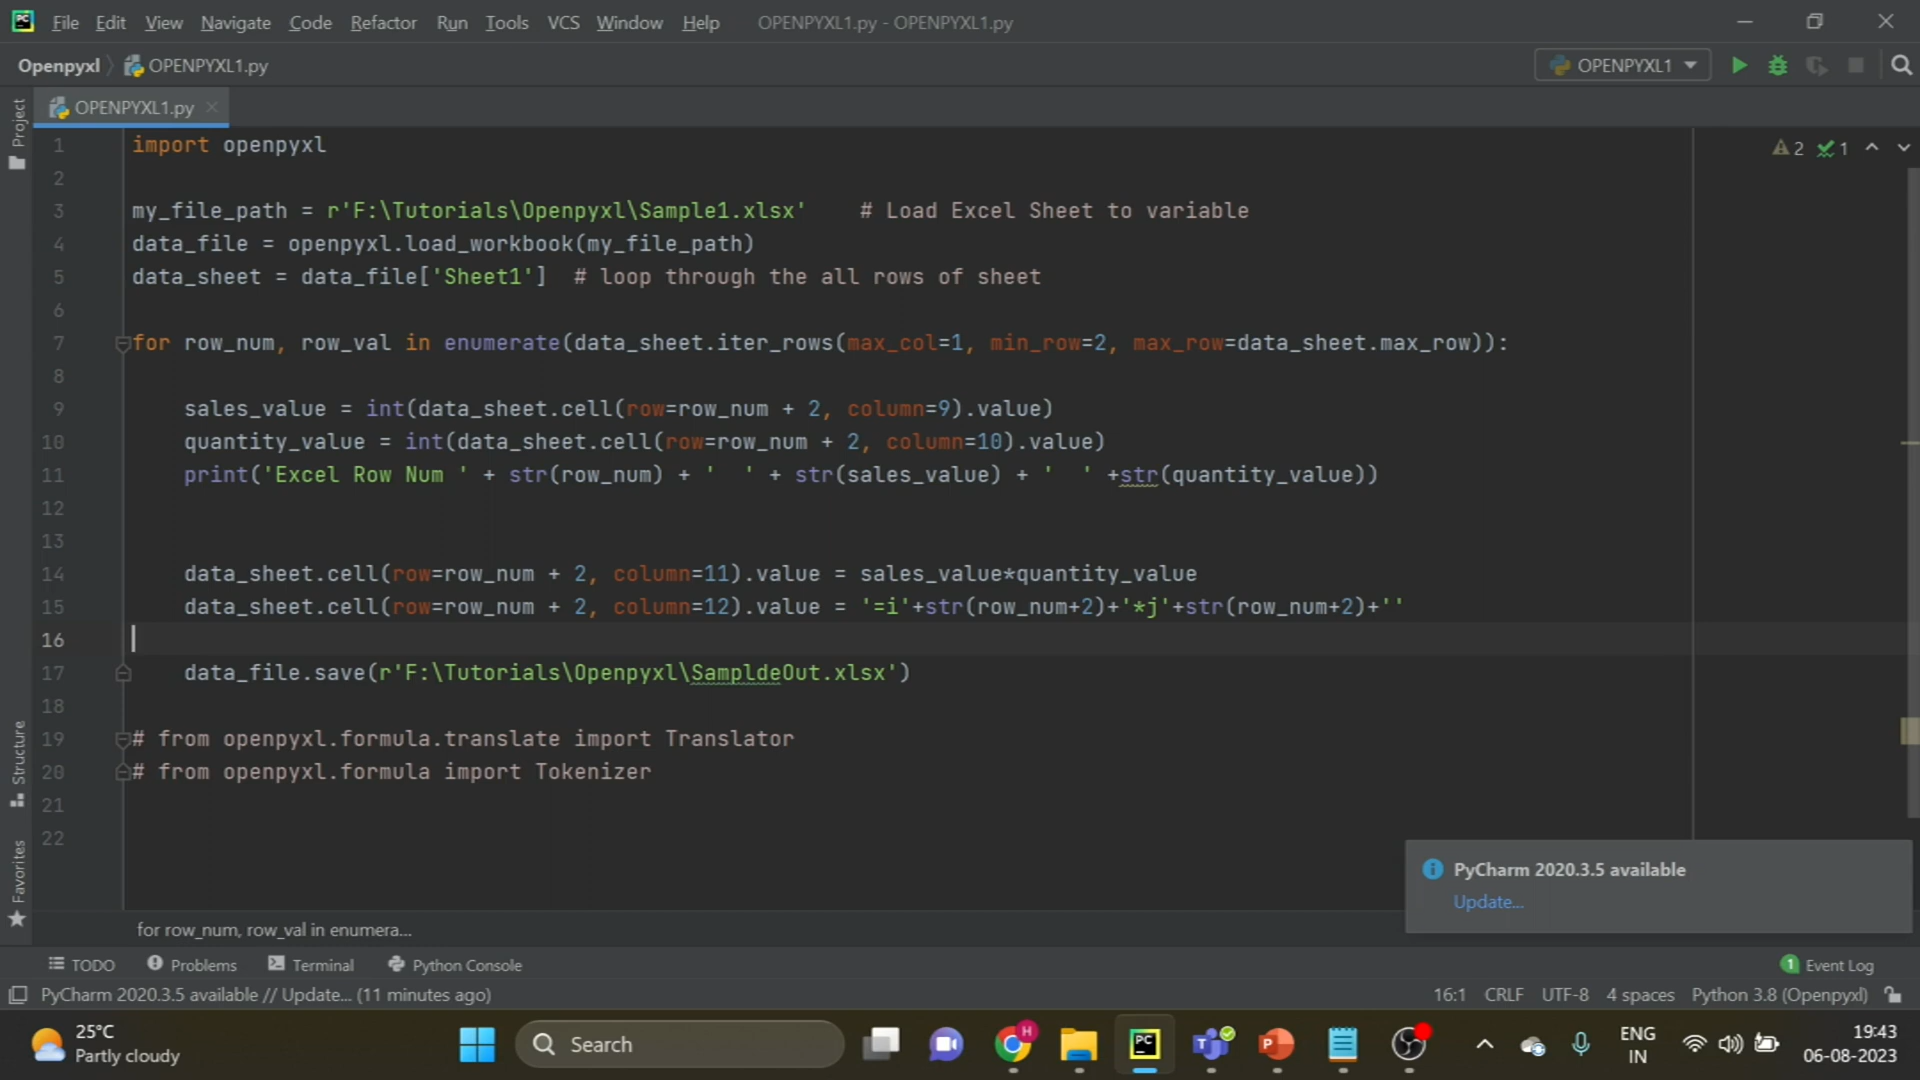 File Edit View Navigate Code Refactor Run Tools VCS Window Help OPENPYXL1.py - OPENPYXL1.py
Openpyxl OPENPYXL1.py OPENPYXL1
OPENPYXL1.py
Project
Structure
Favorites
2 1
1 import openpyxl
2
3 my_file_path = r'F:\Tutorials\Openpyxl\Sample1.xlsx' # Load Excel Sheet to variable
4 data_file = openpyxl.load_workbook(my_file_path)
5 data_sheet = data_file['Sheet1'] # loop through the all rows of sheet
6
7 for row_num, row_val in enumerate(data_sheet.iter_rows(max_col=1, min_row=2, max_row=data_sheet.max_row)):
8
9 sales_value = int(data_sheet.cell(row=row_num + 2, column=9).value)
10 quantity_value = int(data_sheet.cell(row=row_num + 2, column=10).value)
11 print('Excel Row Num ' + str(row_num) + '  ' + str(sales_value) + '  ' +str(quantity_value))
12
13
14 data_sheet.cell(row=row_num + 2, column=11).value = sales_value*quantity_value
15 data_sheet.cell(row=row_num + 2, column=12).value = '=i'+str(row_num+2)+'*j'+str(row_num+2)+''
16
17 data_file.save(r'F:\Tutorials\Openpyxl\SampldeOut.xlsx')
18
19 # from openpyxl.formula.translate import Translator
20 # from openpyxl.formula import Tokenizer
21
22
PyCharm 2020.3.5 available
Update...
for row_num, row_val in enumera...
TODO Problems Terminal Python Console 1 Event Log
PyCharm 2020.3.5 available // Update... (11 minutes ago) 16:1 CRLF UTF-8 4 spaces Python 3.8 (Openpyxl)
25°C
Partly cloudy
Search
H
PC
ENG
IN
19:43
06-08-2023